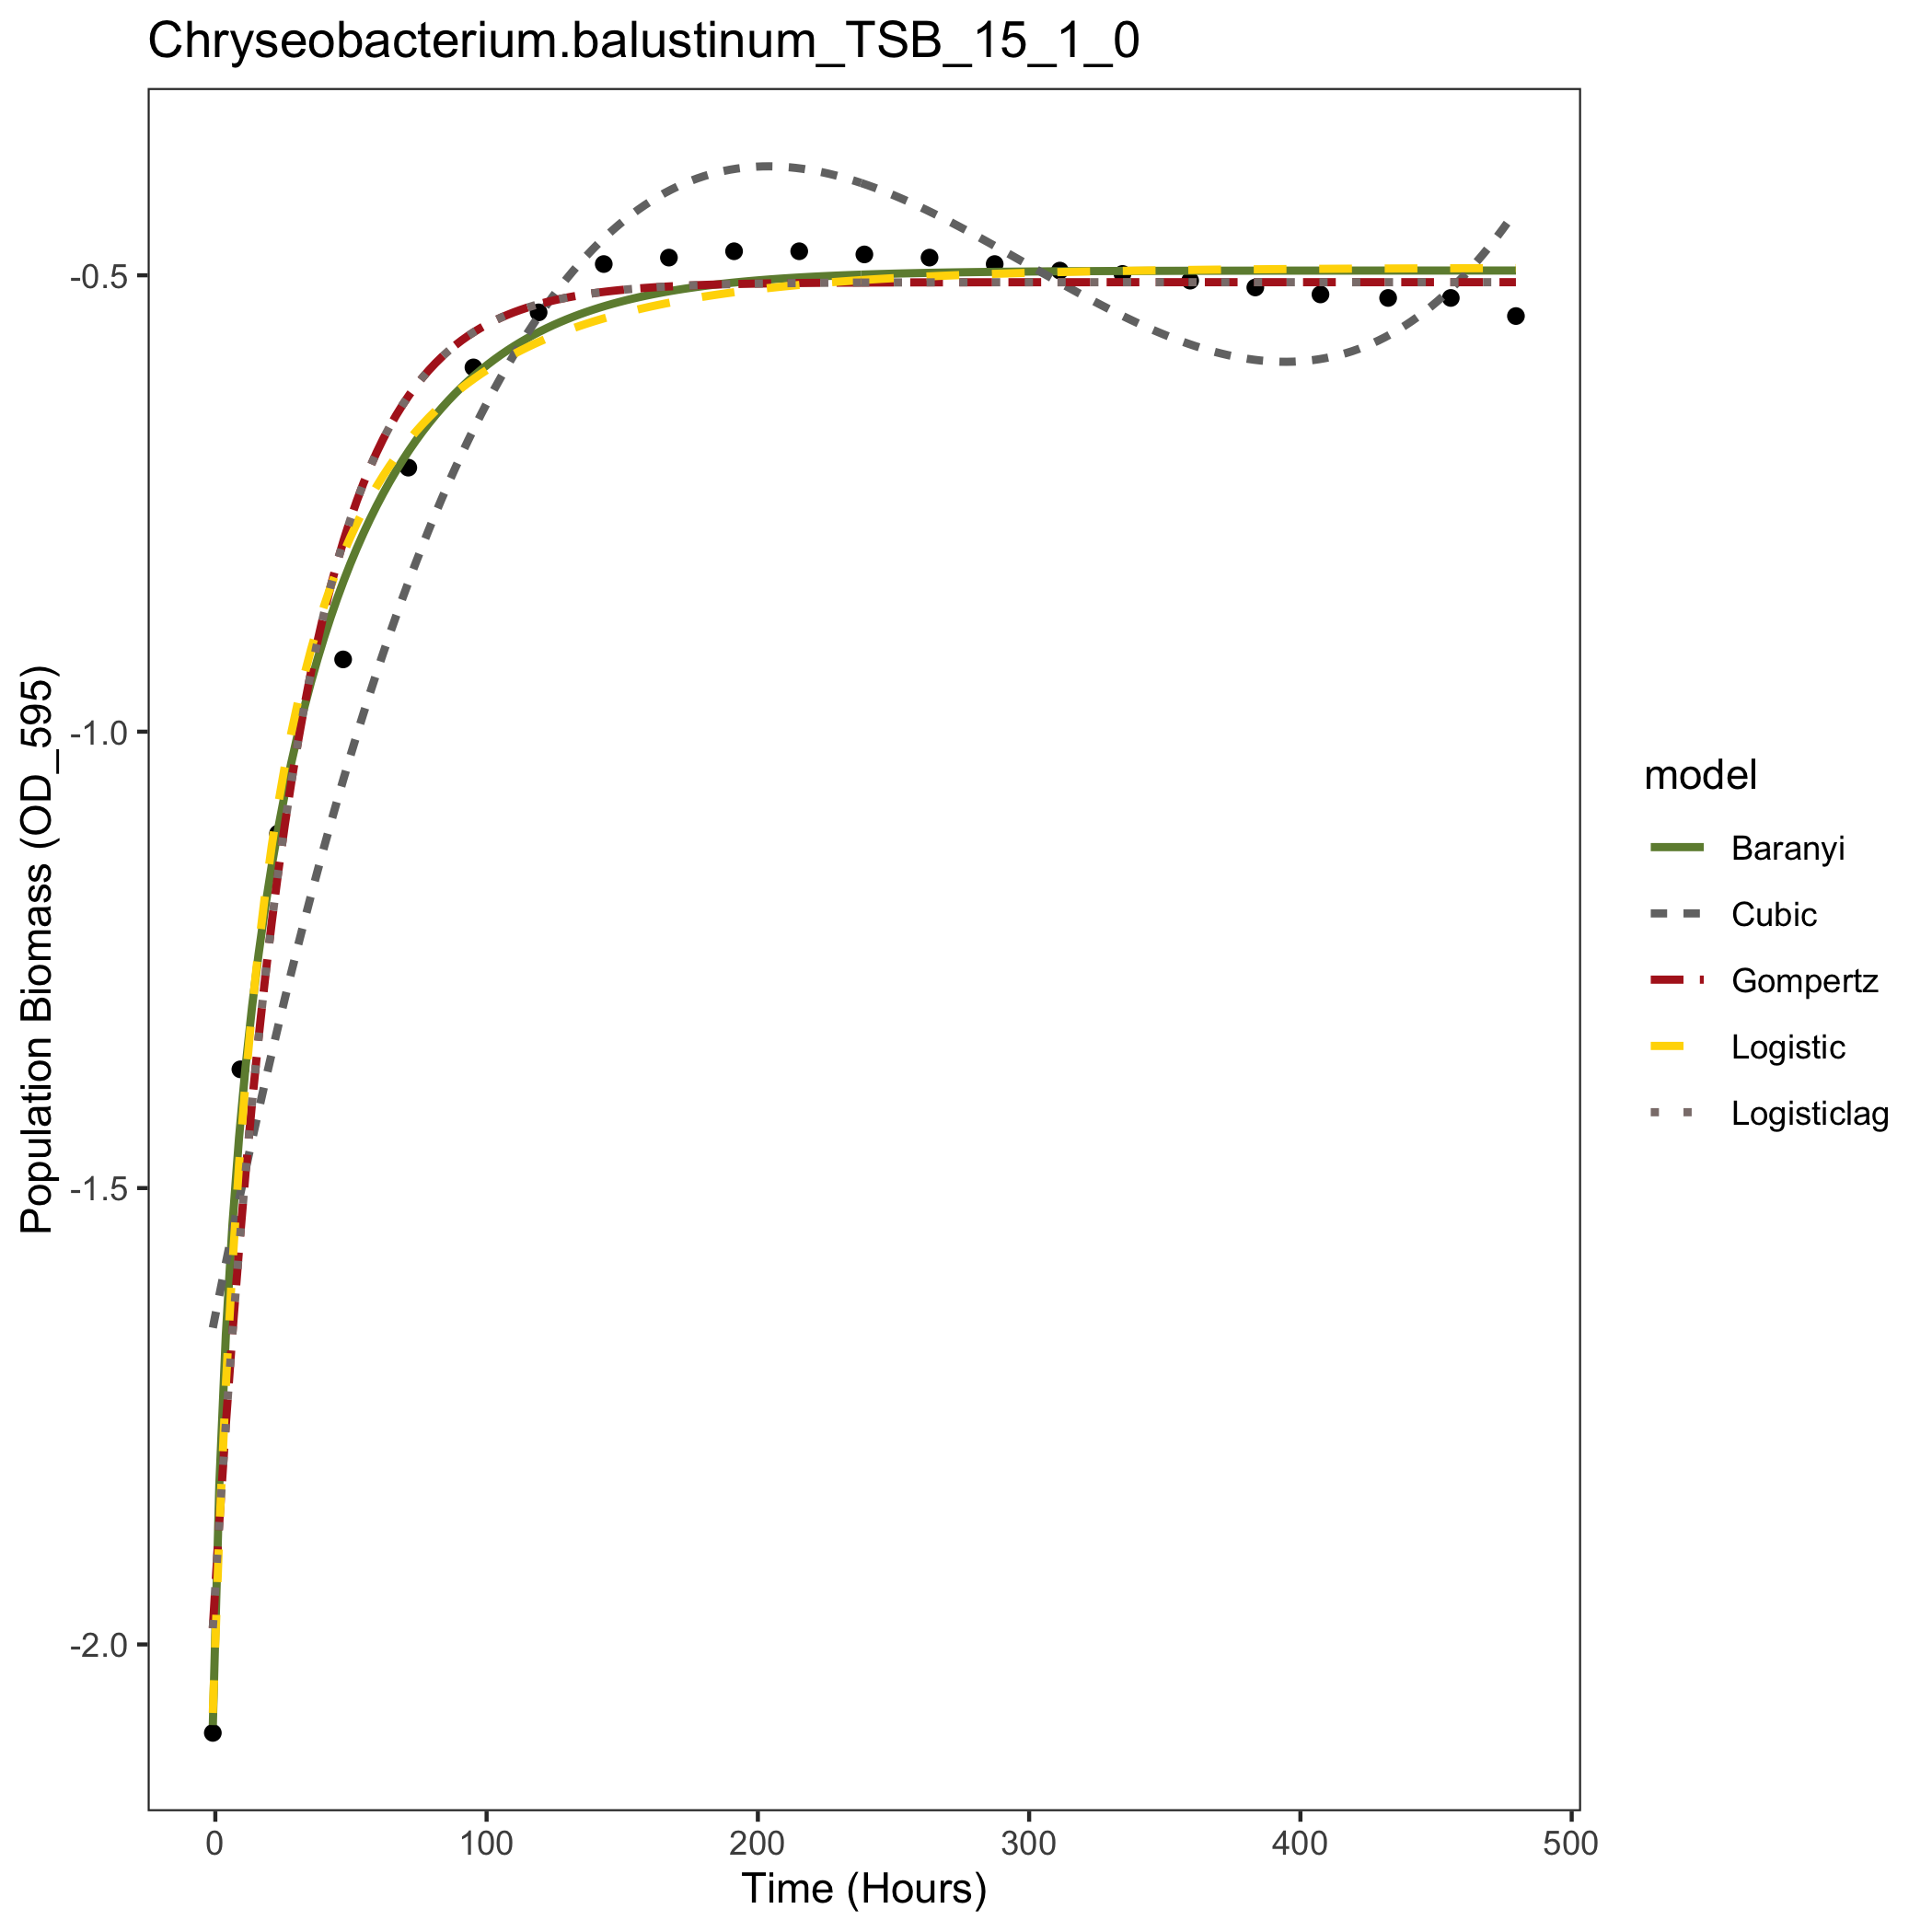 Chryseobacterium.balustinum_TSB_15_1_0
Population Biomass (OD_595)
-0.5
-1.0
-1.5
-2.0
0 100 200 300 400 500
Time (Hours)
model
Baranyi
Cubic
Gompertz
Logistic
Logisticlag